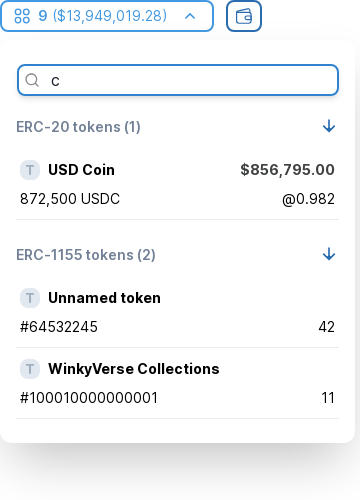 9 ($13,949,019.28)
c
ERC-20 tokens (1)
T USD Coin $856,795.00
872,500 USDC @0.982
ERC-1155 tokens (2)
T Unnamed token
#64532245 42
T WinkyVerse Collections
#100010000000001 11